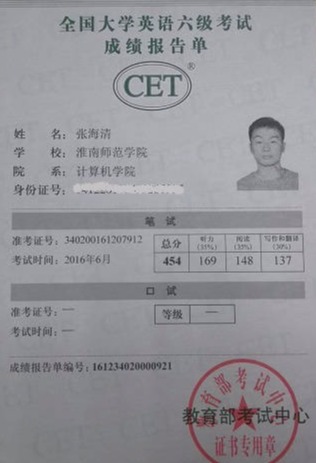 全国大学英语六级考试
成绩报告单
CET®
姓 名：张海清
学 校：淮南师范学院
院 系：计算机学院
身份证号：
笔 试
准考证号：340200161207912
考试时间：2016年6月
总分 听力(35%) 阅读(35%) 写作和翻译(30%)
454 169 148 137
口 试
准考证号：—
考试时间：—
等级 —
成绩报告单编号：161234020000921
教育部考试中心
教育部考试中心
证书专用章